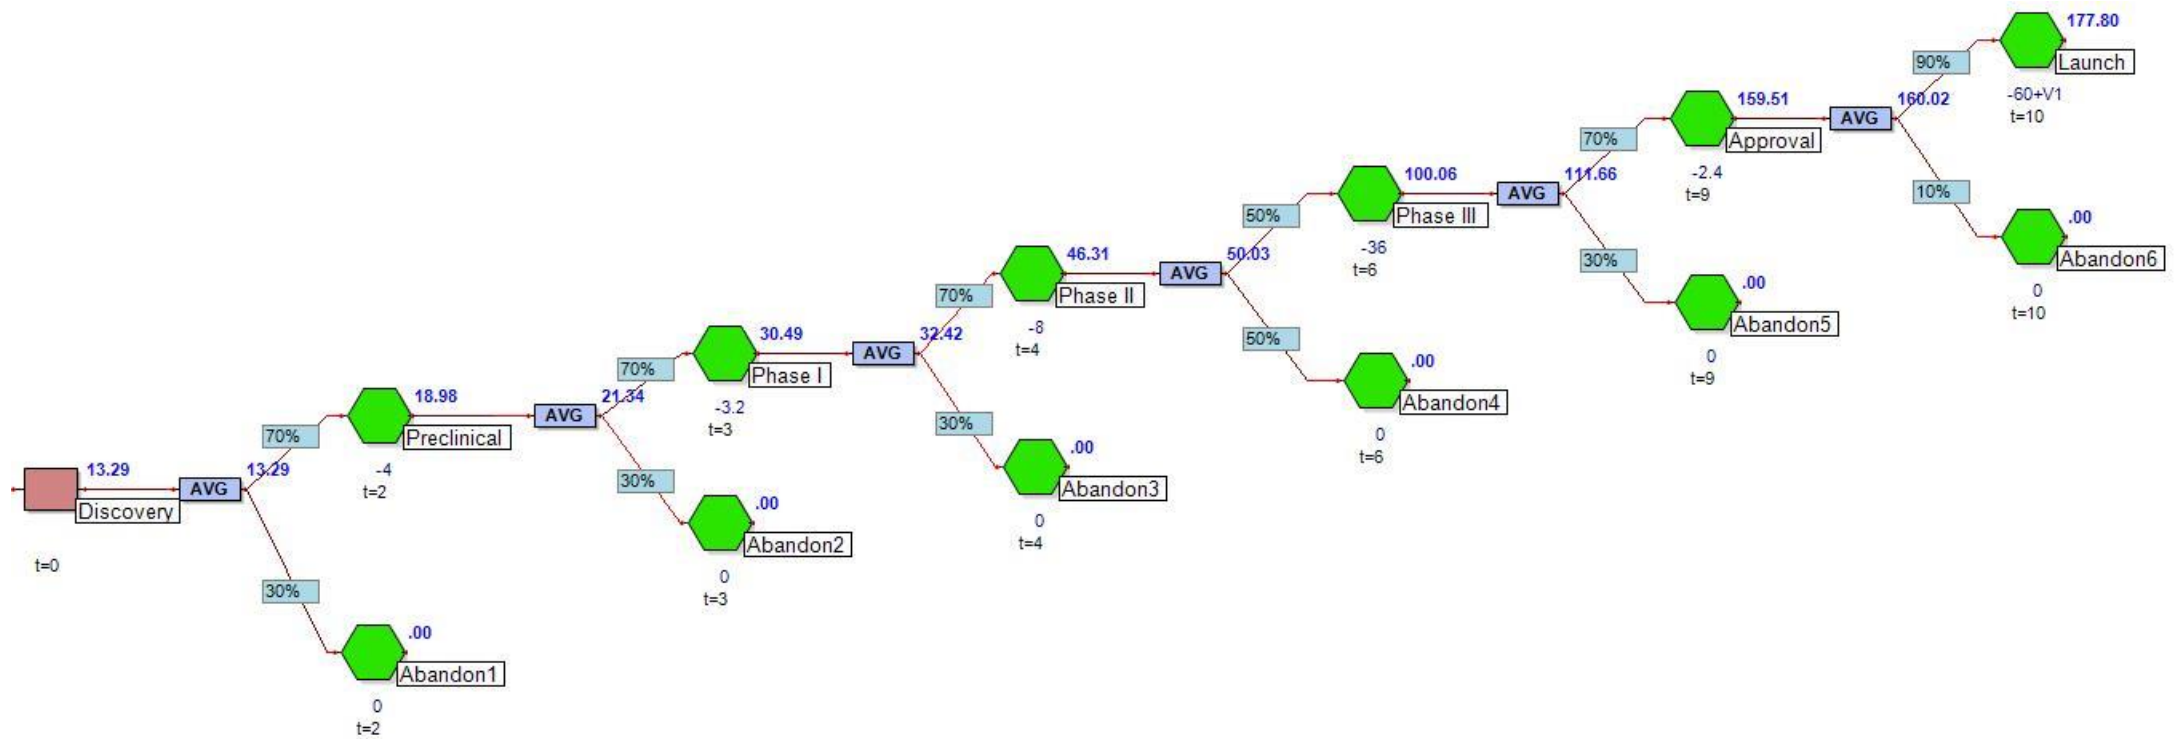 177.80
90%
Launch
-60+V1
t=10
159.51
AVG
160.02
70%
Approval
-2.4
t=9
10%
.00
Abandon6
0
t=10
100.06
AVG
111.66
50%
Phase III
-36
t=6
30%
.00
Abandon5
0
t=9
46.31
AVG
50.03
70%
Phase II
-8
t=4
50%
.00
Abandon4
0
t=6
30.49
AVG
32.42
70%
Phase I
-3.2
t=3
30%
.00
Abandon3
0
t=4
18.98
AVG
21.34
70%
Preclinical
-4
t=2
30%
.00
Abandon2
0
t=3
13.29
AVG
13.29
Discovery
t=0
30%
.00
Abandon1
0
t=2